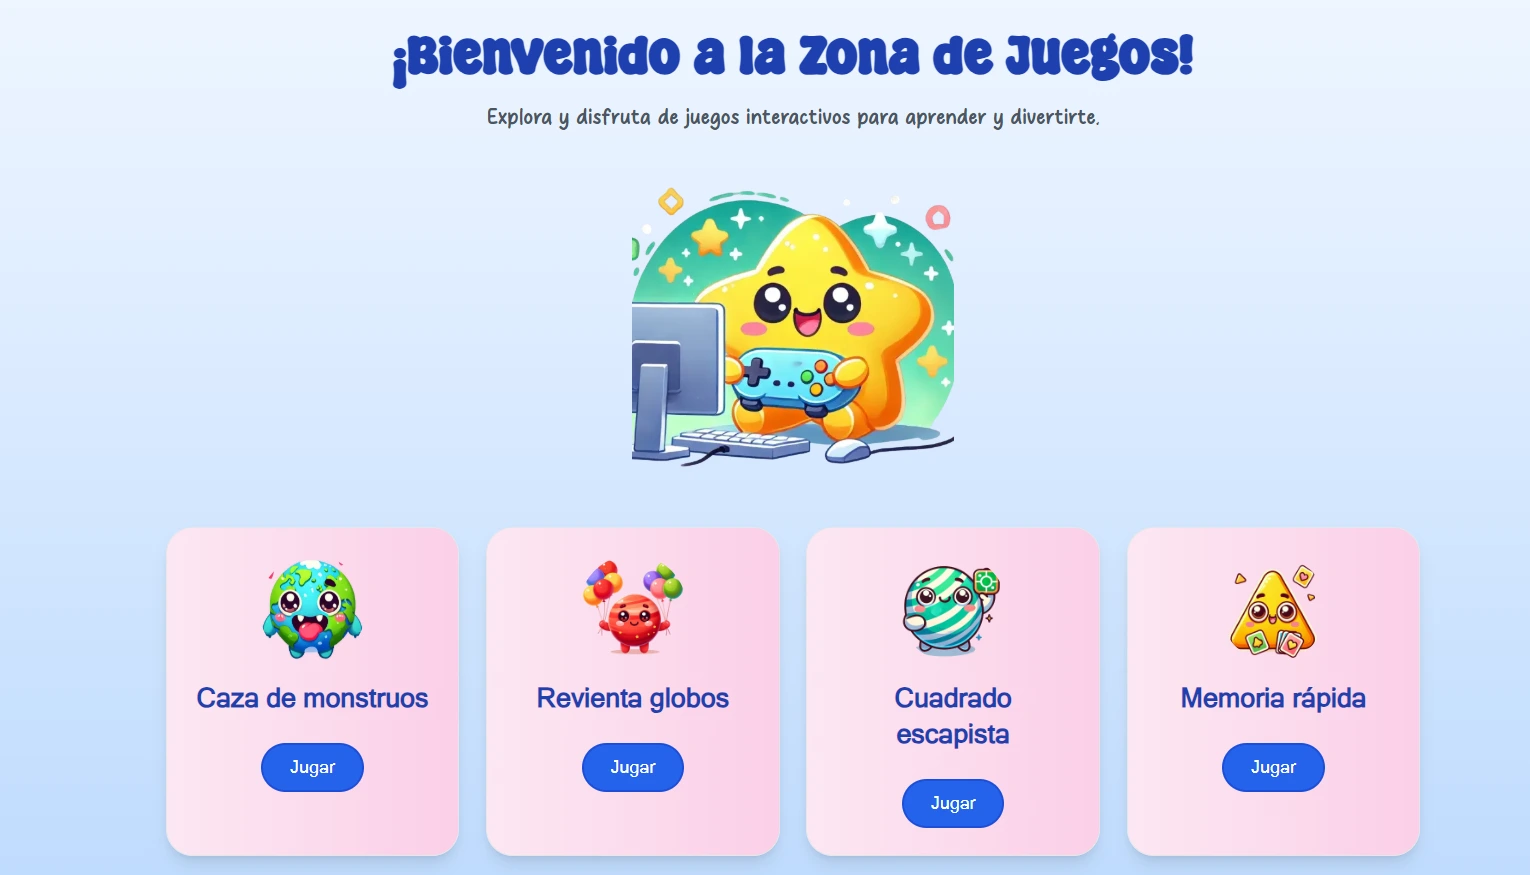 ¡Bienvenido a la Zona de Juegos!
Explora y disfruta de juegos interactivos para aprender y divertirte.
Caza de monstruos
Jugar
Revienta globos
Jugar
Cuadrado
escapista
Jugar
Memoria rápida
Jugar